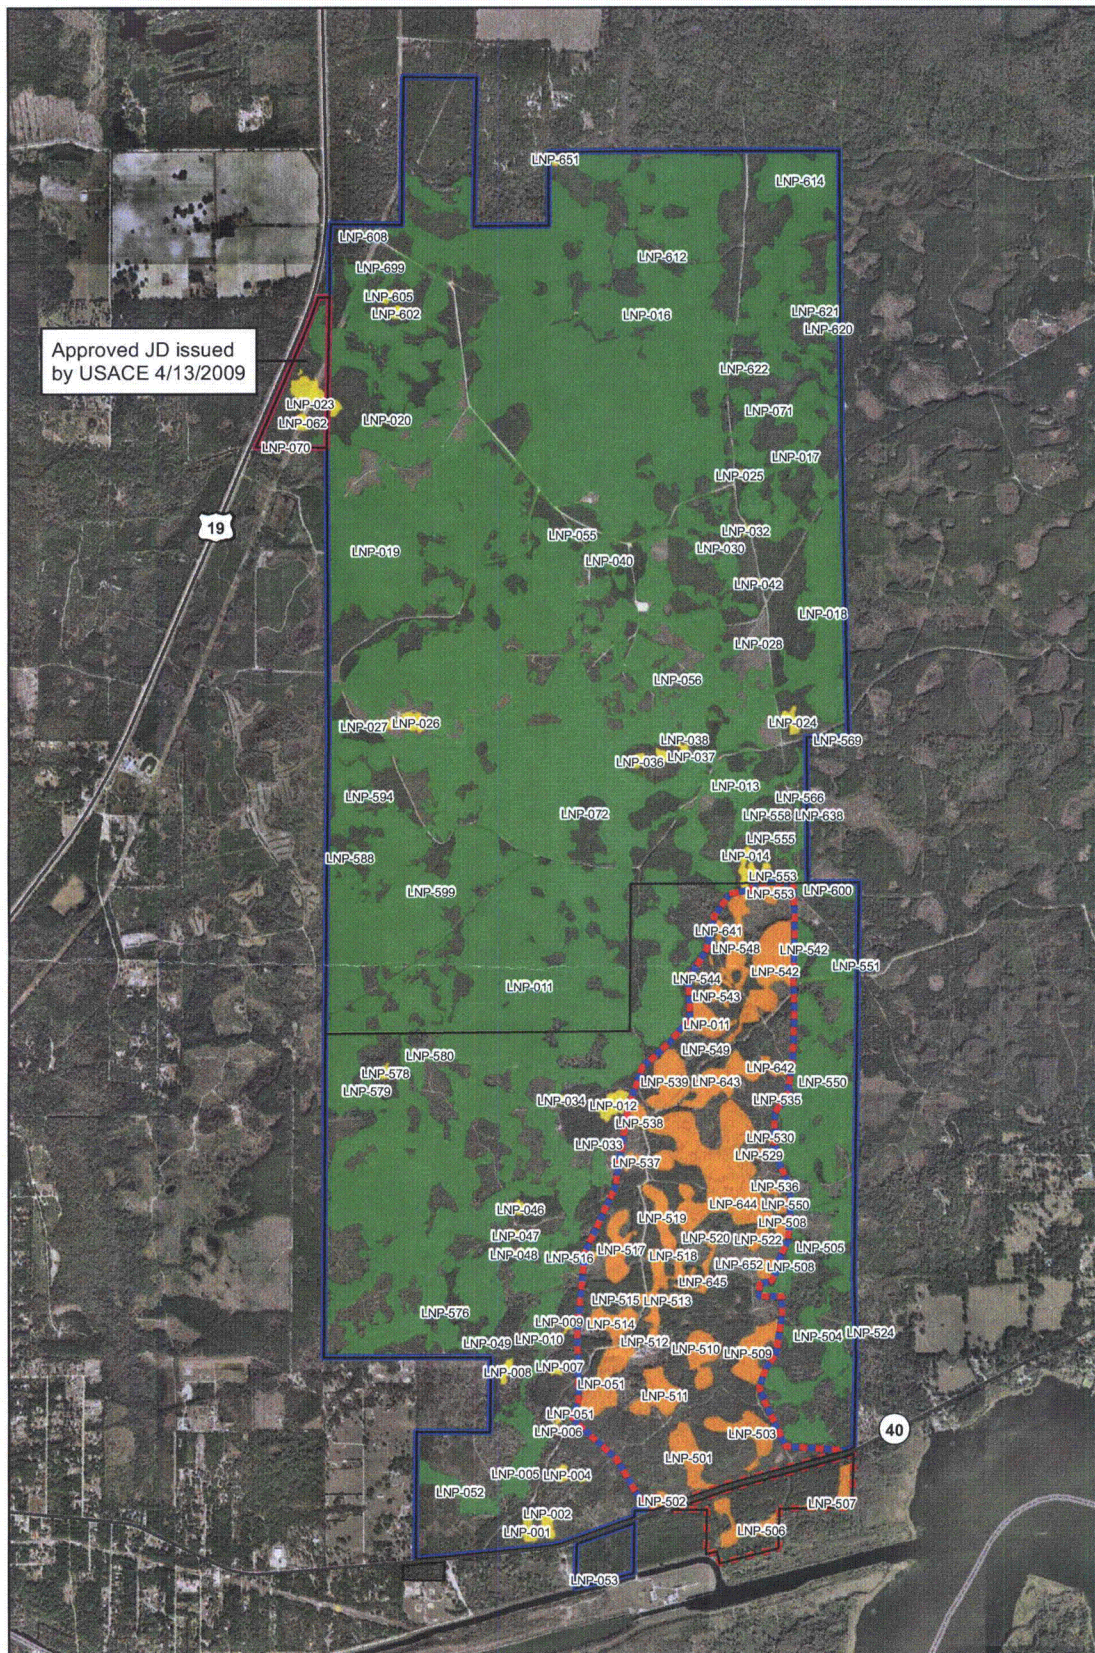 LNP-651
LNP-614
LNP-608
LNP-612
LNP-699
LNP-605
LNP-602
LNP-016
LNP-621
LNP-620
Approved JD issued
by USACE 4/13/2009
LNP-622
LNP-023
LNP-062
LNP-020
LNP-071
LNP-070
LNP-017
LNP-025
19
LNP-055
LNP-032
LNP-019
LNP-030
LNP-040
LNP-042
LNP-018
LNP-028
LNP-056
LNP-027
LNP-026
LNP-024
LNP-038
LNP-569
LNP-037
LNP-036
LNP-013
LNP-594
LNP-566
LNP-072
LNP-558
LNP-638
LNP-555
LNP-588
LNP-014
LNP-553
LNP-599
LNP-553
LNP-600
LNP-641
LNP-548
LNP-542
LNP-542
LNP-551
LNP-544
LNP-011
LNP-543
LNP-011
LNP-549
LNP-580
LNP-578
LNP-579
LNP-642
LNP-539
LNP-643
LNP-550
LNP-034
LNP-012
LNP-535
LNP-538
LNP-033
LNP-530
LNP-537
LNP-529
LNP-536
LNP-046
LNP-519
LNP-644
LNP-550
LNP-508
LNP-047
LNP-520
LNP-522
LNP-048
LNP-516
LNP-517
LNP-518
LNP-505
LNP-652
LNP-508
LNP-645
LNP-515
LNP-513
LNP-576
LNP-009
LNP-514
LNP-049
LNP-010
LNP-512
LNP-504
LNP-524
LNP-510
LNP-509
LNP-008
LNP-007
LNP-051
LNP-511
LNP-051
LNP-006
LNP-503
40
LNP-501
LNP-005
LNP-004
LNP-052
LNP-502
LNP-507
LNP-002
LNP-001
LNP-506
LNP-053